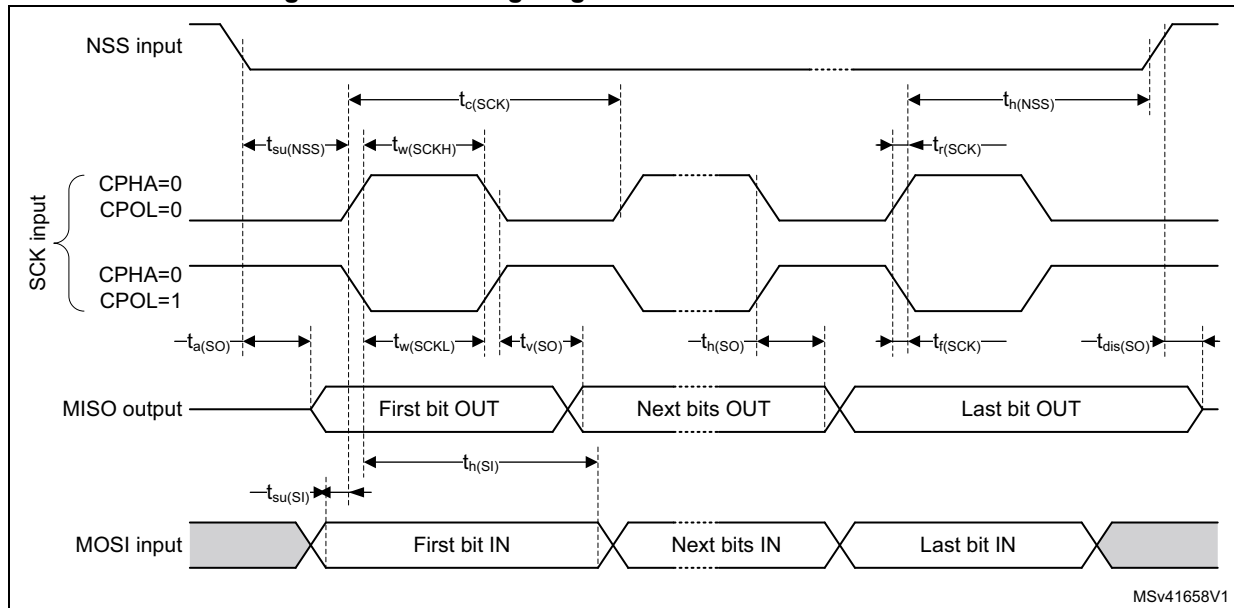 NSS input
tc(SCK)
th(NSS)
tsu(NSS)
tw(SCKH)
tr(SCK)
SCK input
CPHA=0
CPOL=0
CPHA=0
CPOL=1
ta(SO)
tw(SCKL)
tv(SO)
th(SO)
tf(SCK)
tdis(SO)
MISO output
First bit OUT
Next bits OUT
Last bit OUT
th(SI)
tsu(SI)
MOSI input
First bit IN
Next bits IN
Last bit IN
MSv41658V1